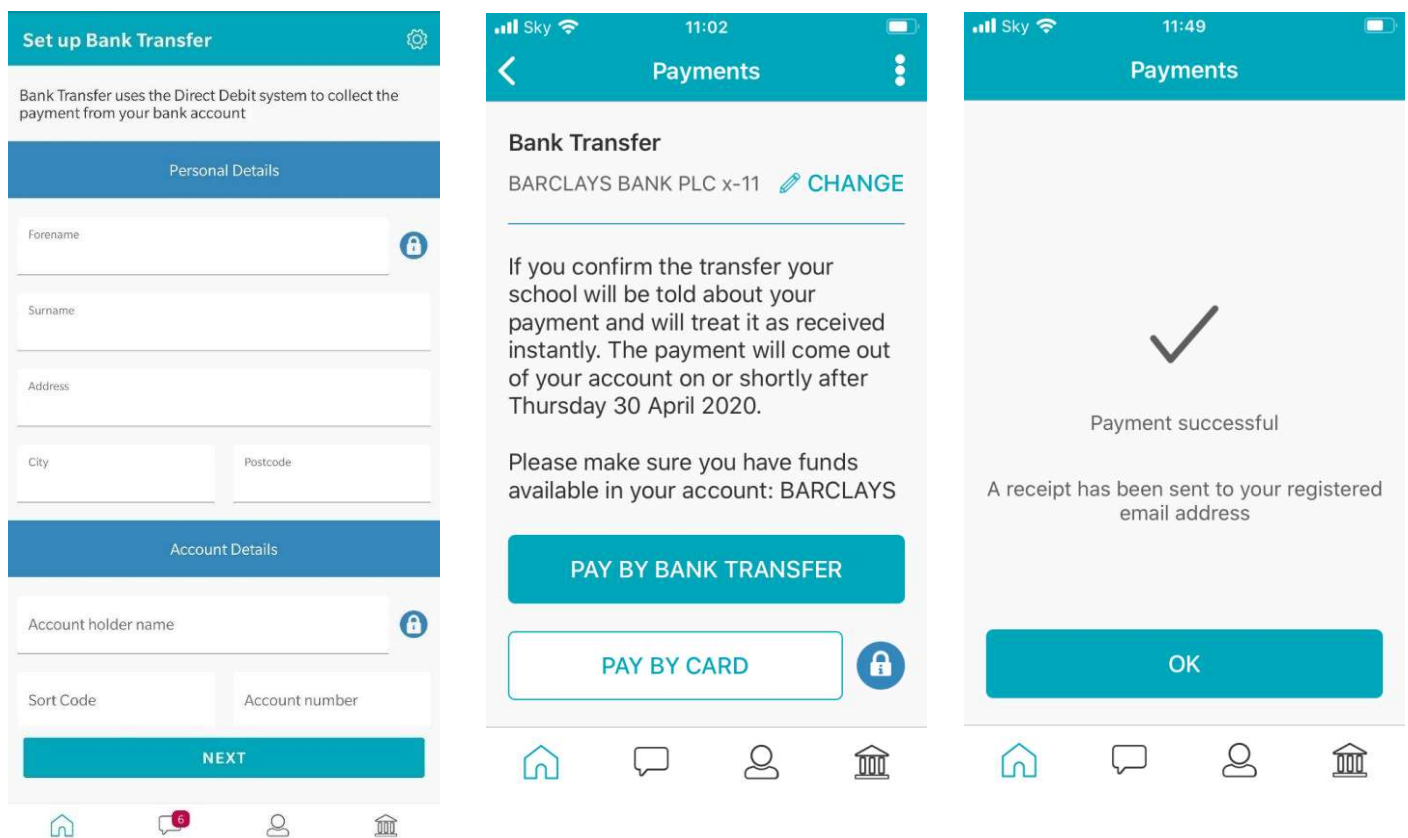 Set up Bank Transfer
Bank Transfer uses the Direct Debit system to collect the
payment from your bank account
Personal Details
Forename
Surname
Address
City
Postcode
Account Details
Account holder name
Sort Code
Account number
NEXT
6
Sky
11:02
Payments
Bank Transfer
BARCLAYS BANK PLC x-11
CHANGE
If you confirm the transfer your
school will be told about your
payment and will treat it as received
instantly. The payment will come out
of your account on or shortly after
Thursday 30 April 2020.
Please make sure you have funds
available in your account: BARCLAYS
PAY BY BANK TRANSFER
PAY BY CARD
Sky
11:49
Payments
Payment successful
A receipt has been sent to your registered
email address
OK